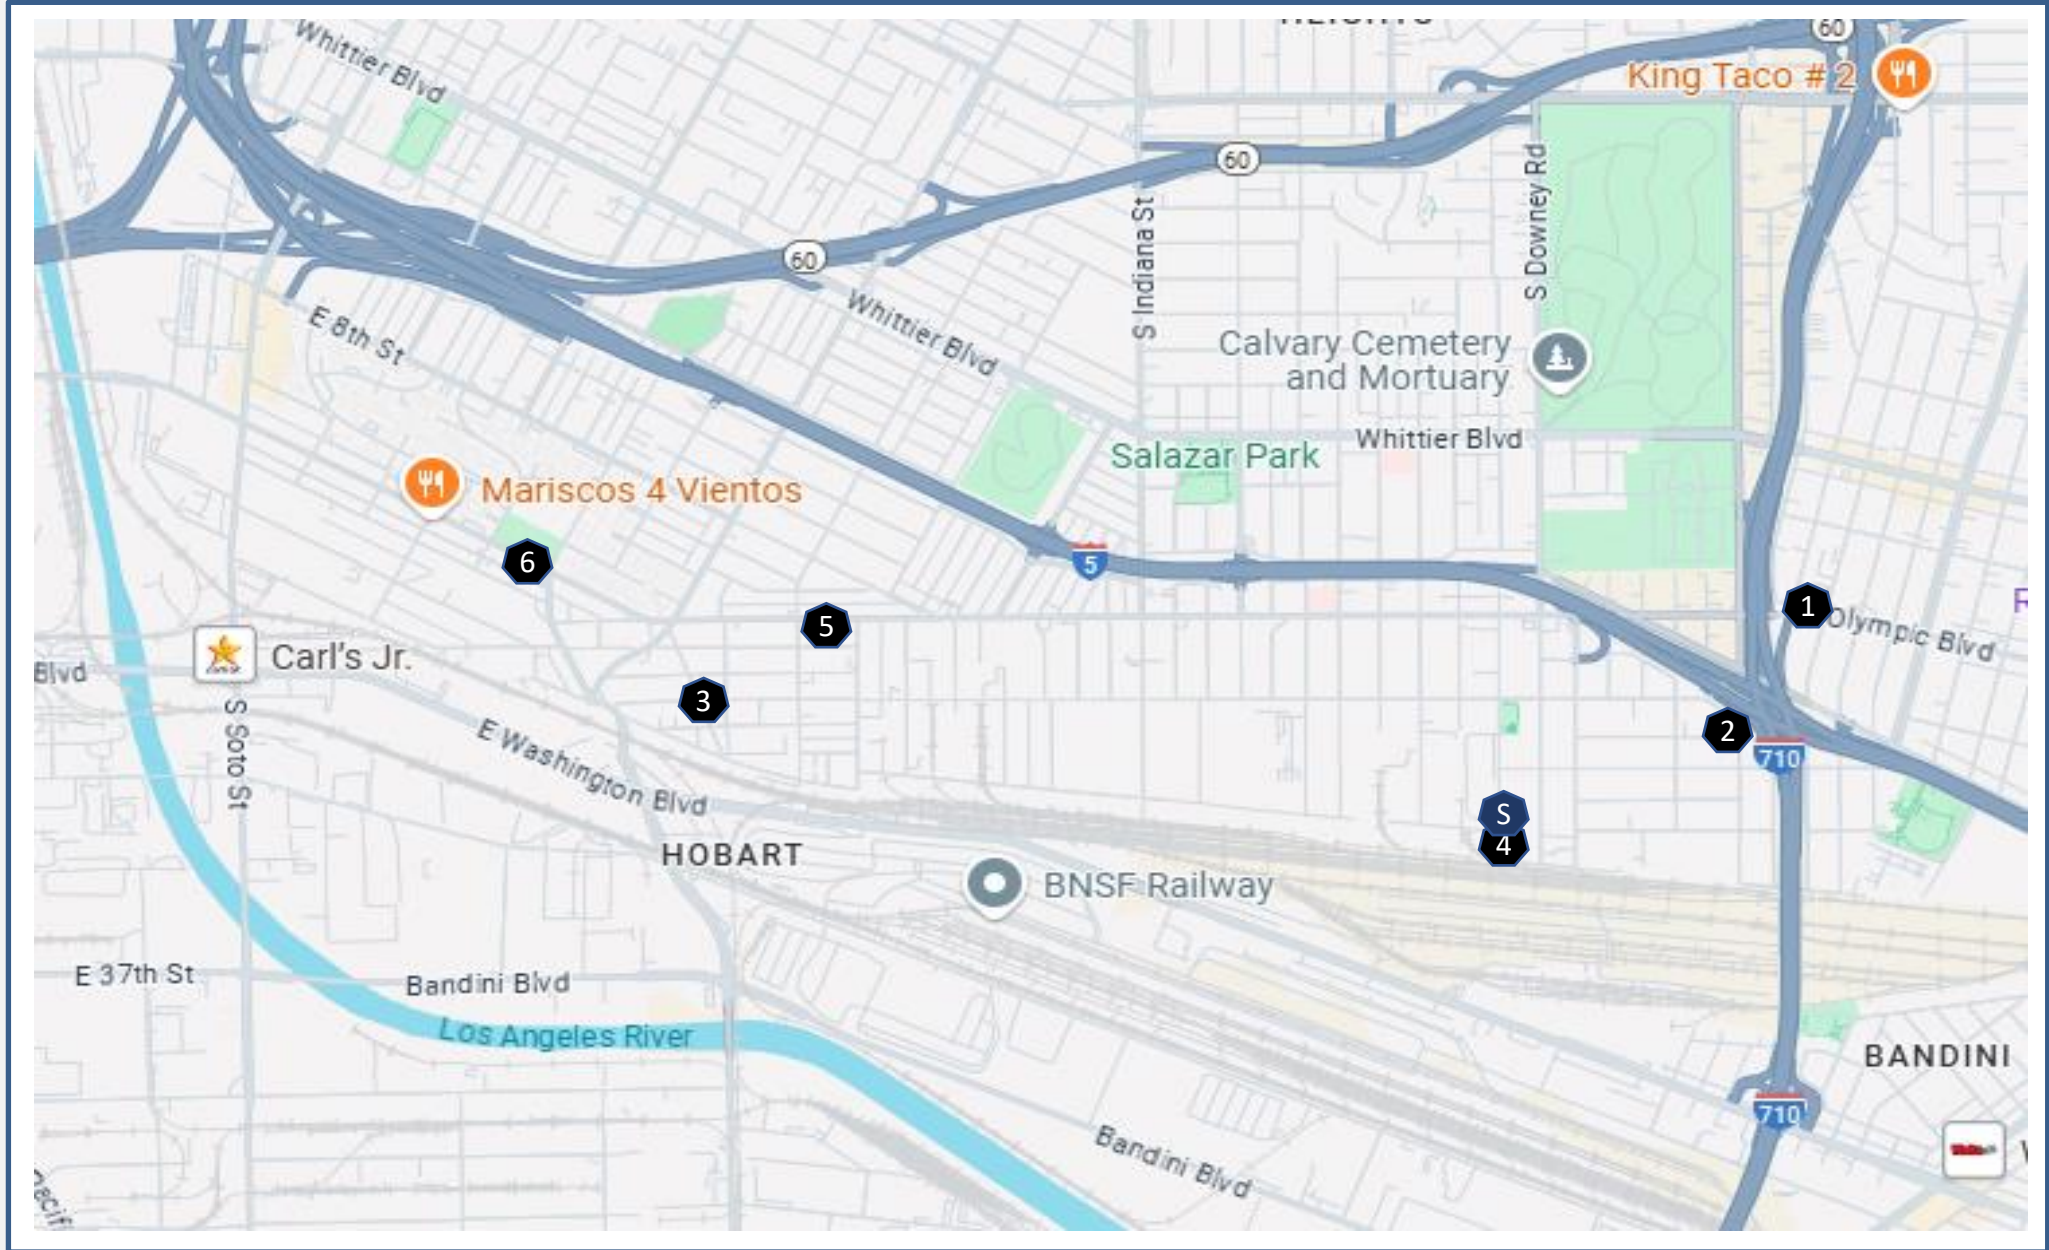 Whittier Blvd
60
King Taco # 2
60
S Indiana St
S Downey Rd
60
E 8th St
Whittier Blvd
Calvary Cemetery
and Mortuary
Whittier Blvd
Salazar Park
Mariscos 4 Vientos
6
5
1
Olympic Blvd
5
Carl's Jr.
Blvd
3
S Soto St
E Washington Blvd
2
710
S
4
HOBART
BNSF Railway
E 37th St
Bandini Blvd
Los Angeles River
BANDINI
710
Bandini Blvd